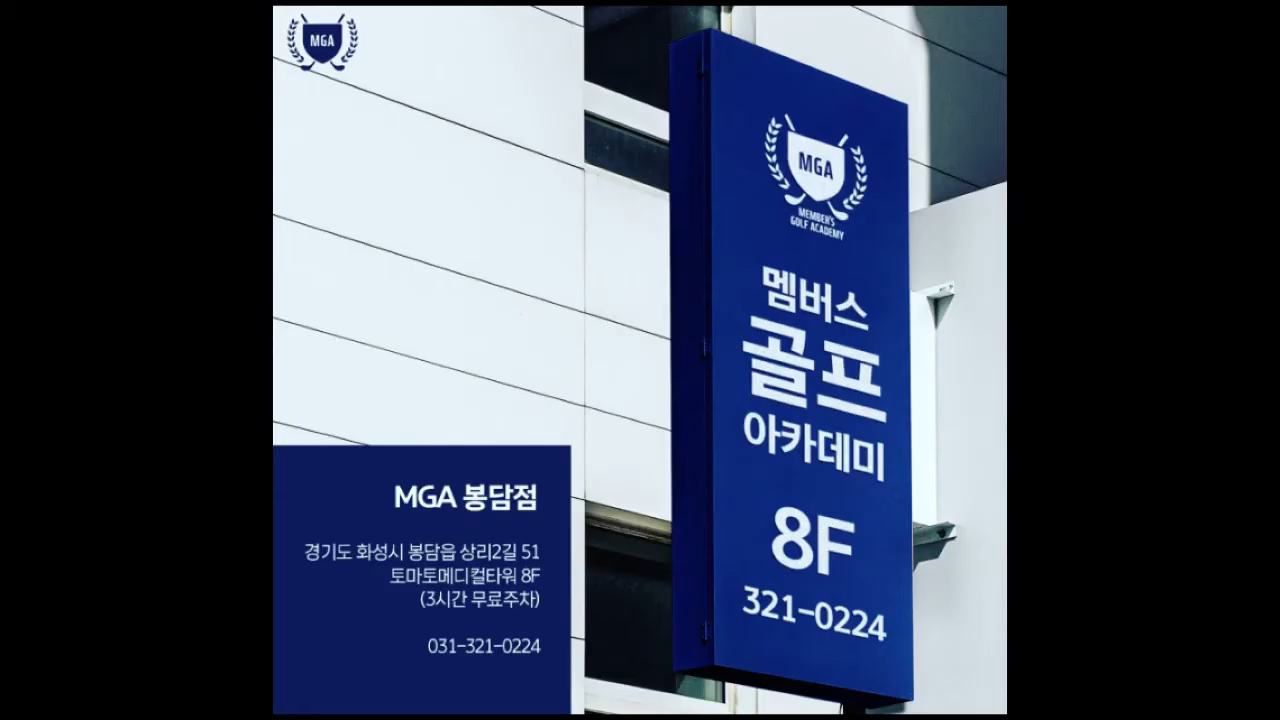 MGA
MGA
MEMBER'S
GOLF ACADEMY
멤버스
골프
아카데미
8F
321-0224
MGA 봉담점
경기도 화성시 봉담읍 상리2길 51
토마토메디컬타워 8F
(3시간 무료주차)
031-321-0224